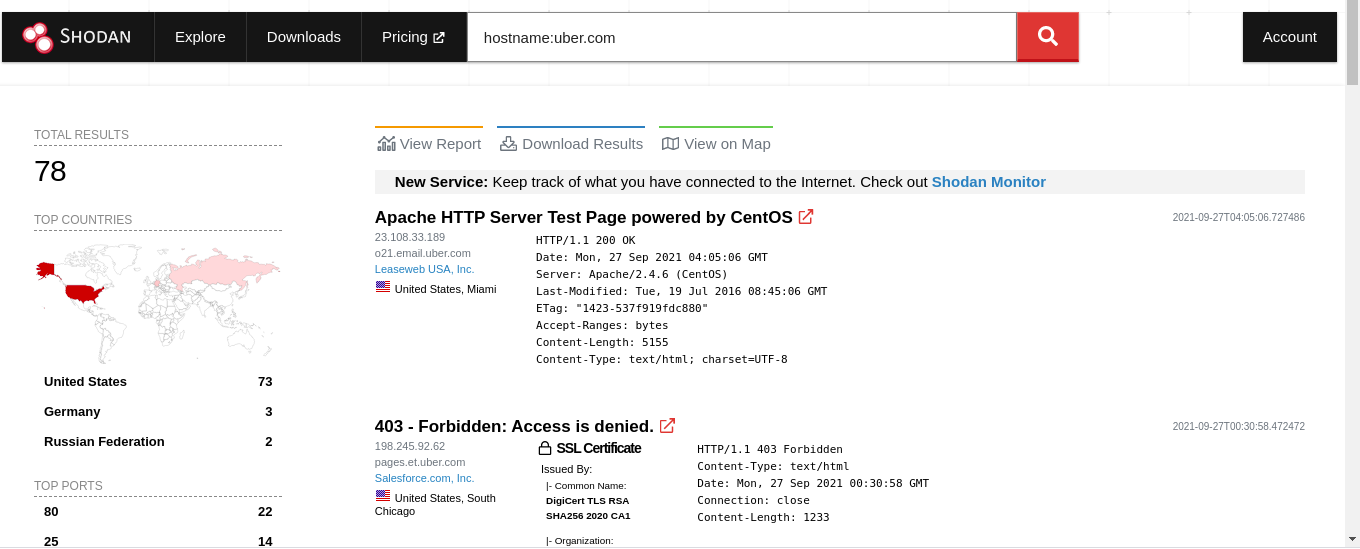 SHODAN Explore Downloads Pricing hostname:uber.com Account
TOTAL RESULTS
78
TOP COUNTRIES
United States 73
Germany 3
Russian Federation 2
TOP PORTS
80 22
25 14
View Report Download Results View on Map
New Service: Keep track of what you have connected to the Internet. Check out Shodan Monitor
Apache HTTP Server Test Page powered by CentOS
2021-09-27T04:05:06.727486
23.108.33.189
o21.email.uber.com
Leaseweb USA, Inc.
United States, Miami
HTTP/1.1 200 OK
Date: Mon, 27 Sep 2021 04:05:06 GMT
Server: Apache/2.4.6 (CentOS)
Last-Modified: Tue, 19 Jul 2016 08:45:06 GMT
ETag: "1423-537f919fdc880"
Accept-Ranges: bytes
Content-Length: 5155
Content-Type: text/html; charset=UTF-8
403 - Forbidden: Access is denied.
2021-09-27T00:30:58.472472
198.245.92.62
pages.et.uber.com
Salesforce.com, Inc.
United States, South
Chicago
SSL Certificate
Issued By:
|- Common Name:
DigiCert TLS RSA
SHA256 2020 CA1
|- Organization:
HTTP/1.1 403 Forbidden
Content-Type: text/html
Date: Mon, 27 Sep 2021 00:30:58 GMT
Connection: close
Content-Length: 1233